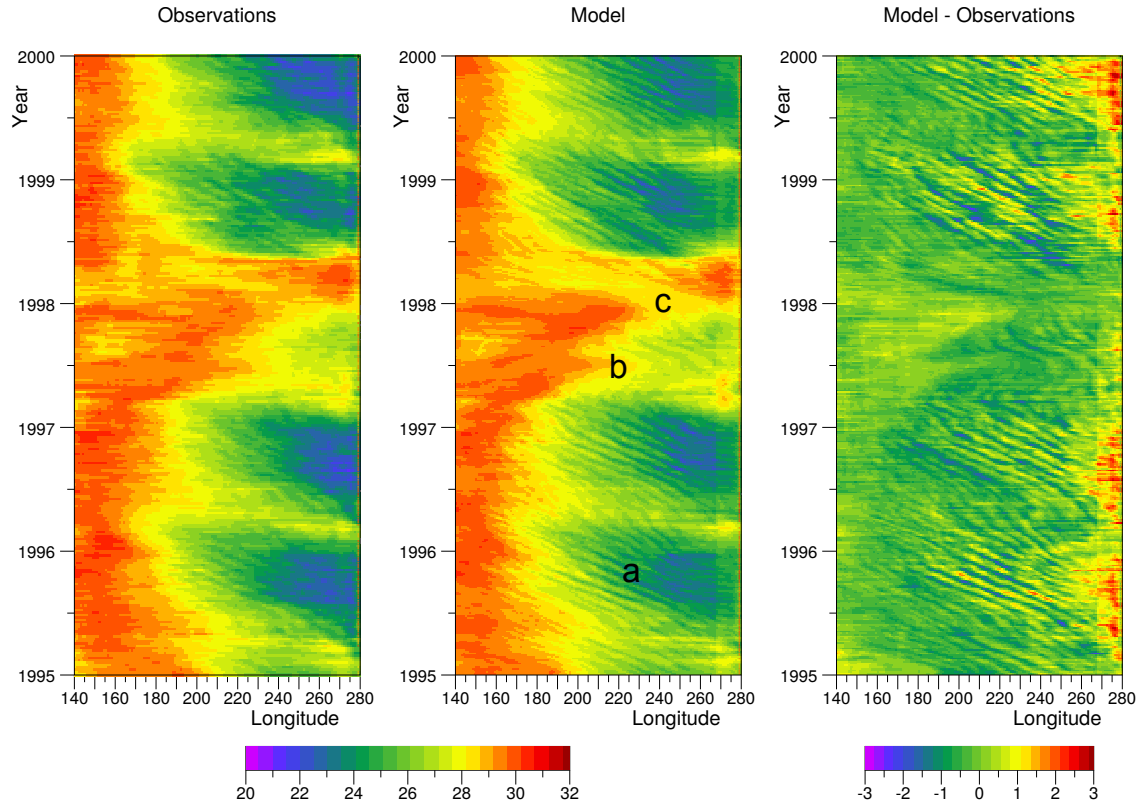 Observations
Model
Model - Observations
Year
2000
1999
1998
1997
1996
1995
140 160 180 200 220 240 260 280
Longitude
Year
2000
1999
1998
1997
1996
1995
c
b
a
140 160 180 200 220 240 260 280
Longitude
Year
2000
1999
1998
1997
1996
1995
140 160 180 200 220 240 260 280
Longitude
20 22 24 26 28 30 32
-3 -2 -1 0 1 2 3